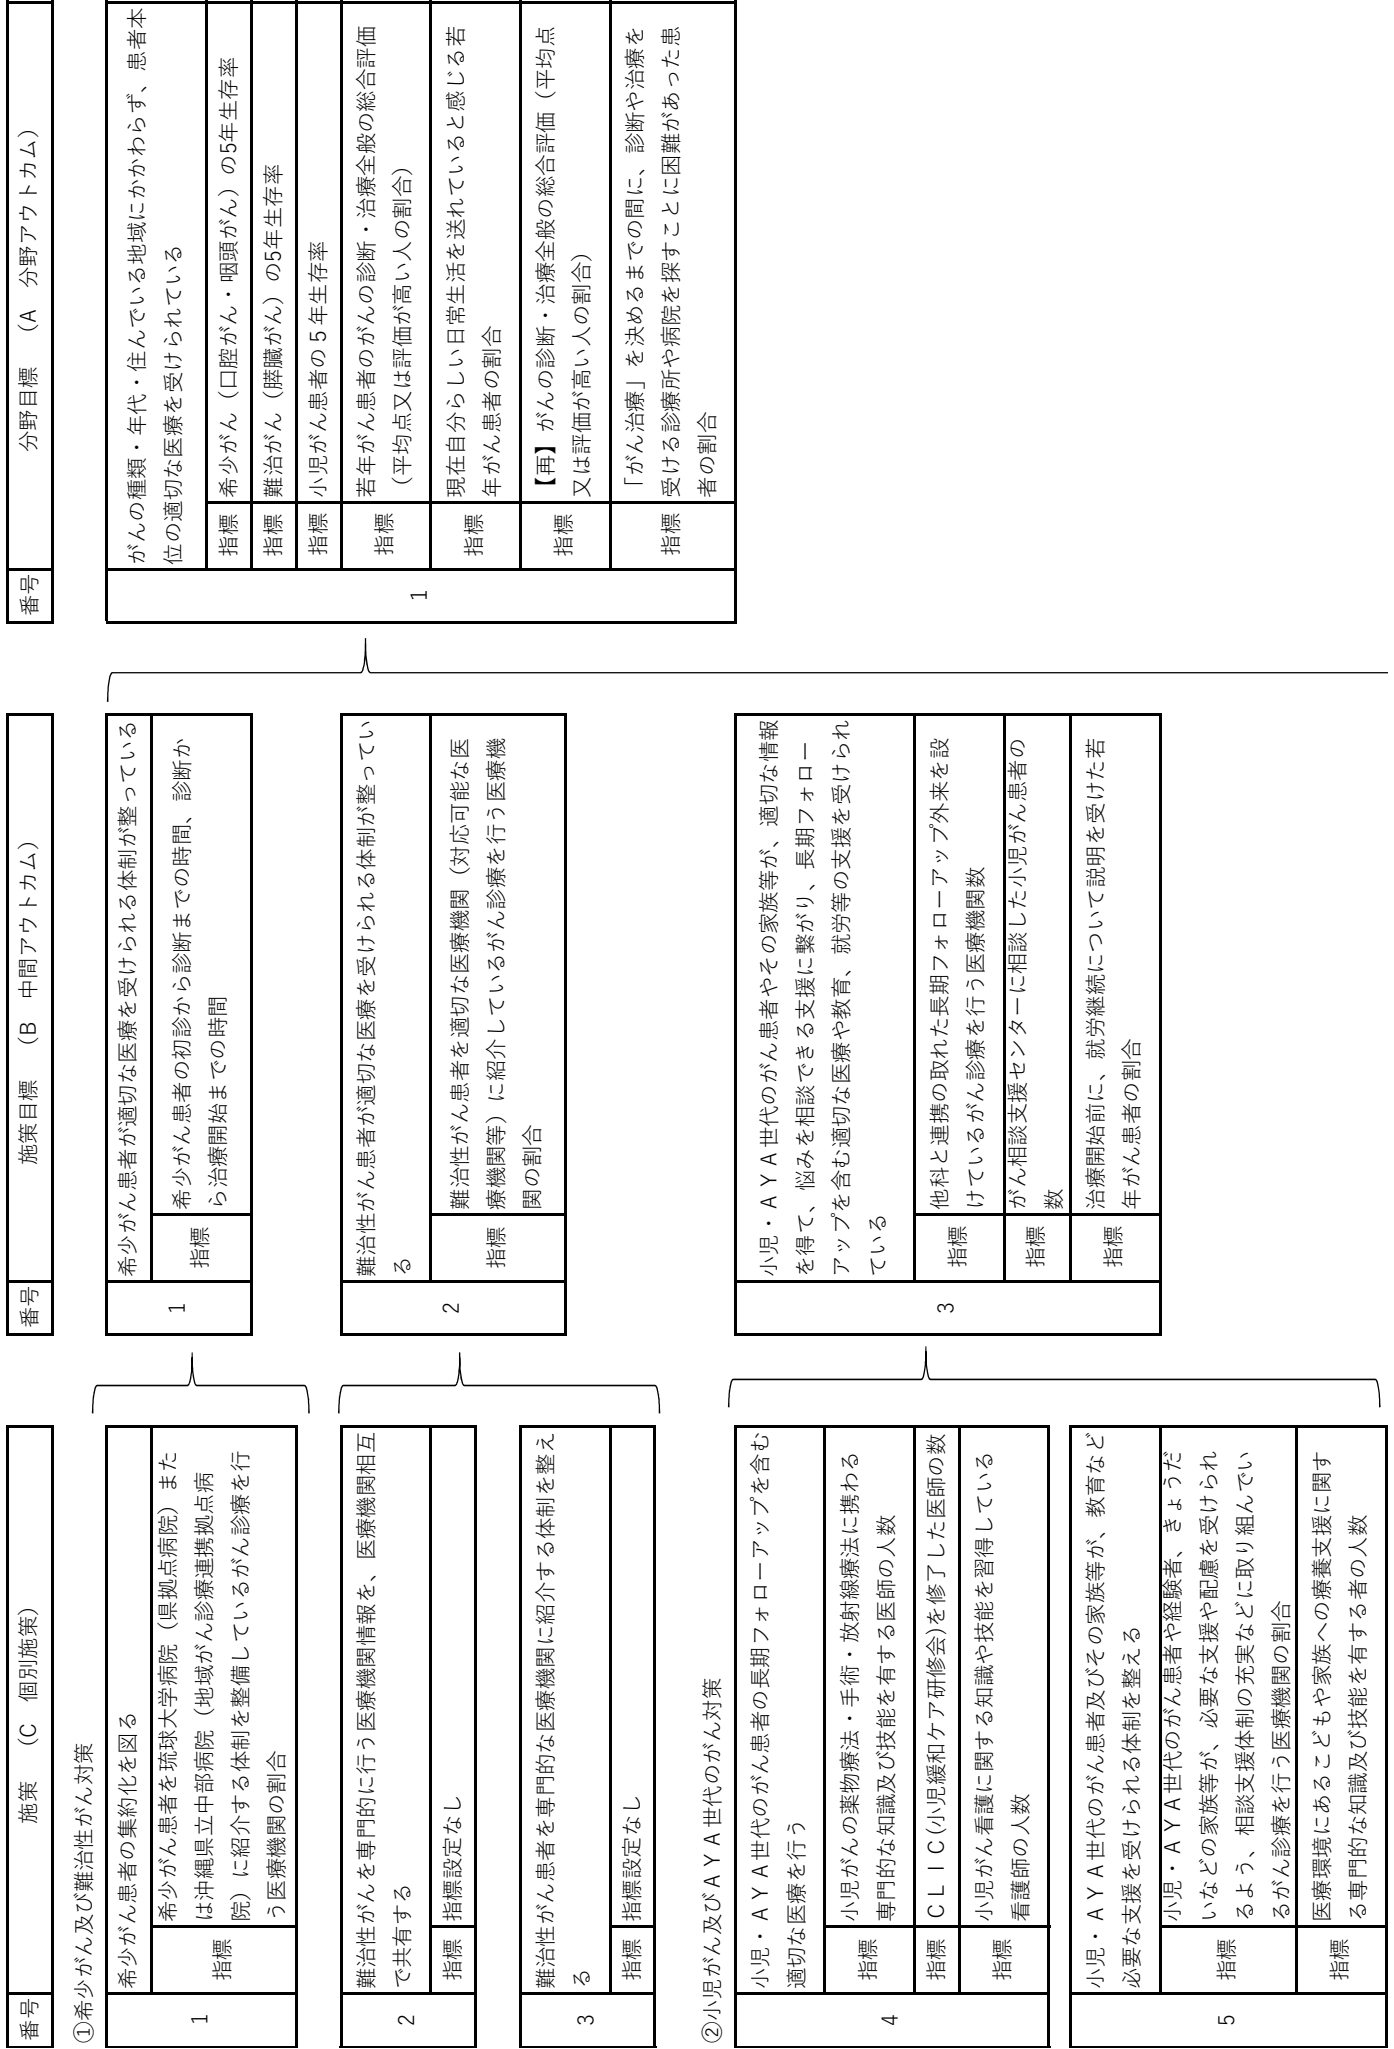 番号
施策　（C　個別施策）
①希少がん及び難治性がん対策
1
希少がん患者の集約化を図る
指標
希少がん患者を琉球大学病院（県拠点病院）また
は沖縄県立中部病院（地域がん診療連携拠点病
院）に紹介する体制を整備しているがん診療を行
う医療機関の割合
2
難治性がんを専門的に行う医療機関情報を、医療機関相互
で共有する
指標
指標設定なし
3
難治性がん患者を専門的な医療機関に紹介する体制を整え
る
指標
指標設定なし
②小児がん及びＡＹＡ世代のがん対策
4
小児・ＡＹＡ世代のがん患者の長期フォローアップを含む
適切な医療を行う
指標
小児がんの薬物療法・手術・放射線療法に携わる
専門的な知識及び技能を有する医師の人数
指標
ＣＬＩＣ(小児緩和ケア研修会)を修了した医師の数
指標
小児がん看護に関する知識や技能を習得している
看護師の人数
5
小児・ＡＹＡ世代のがん患者及びその家族等が、教育など
必要な支援を受けられる体制を整える
指標
小児・ＡＹＡ世代のがん患者や経験者、きょうだ
いなどの家族等が、必要な支援や配慮を受けられ
るよう、相談支援体制の充実などに取り組んでい
るがん診療を行う医療機関の割合
指標
医療環境にあるこどもや家族への療養支援に関す
る専門的な知識及び技能を有する者の人数
番号
施策目標　（B　中間アウトカム）
1
希少がん患者が適切な医療を受けられる体制が整っている
指標
希少がん患者の初診から診断までの時間、診断か
ら治療開始までの時間
2
難治性がん患者が適切な医療を受けられる体制が整ってい
る
指標
難治性がん患者を適切な医療機関（対応可能な医
療機関等）に紹介しているがん診療を行う医療機
関の割合
3
小児・ＡＹＡ世代のがん患者やその家族等が、適切な情報
を得て、悩みを相談できる支援に繋がり、長期フォロー
アップを含む適切な医療や教育、就労等の支援を受けられ
ている
指標
他科と連携の取れた長期フォローアップ外来を設
けているがん診療を行う医療機関数
指標
がん相談支援センターに相談した小児がん患者の
数
指標
治療開始前に、就労継続について説明を受けた若
年がん患者の割合
番号
分野目標　（A　分野アウトカム）
1
がんの種類・年代・住んでいる地域にかかわらず、患者本
位の適切な医療を受けられている
指標
希少がん（口腔がん・咽頭がん）の5年生存率
指標
難治がん（膵臓がん）の5年生存率
指標
小児がん患者の５年生存率
指標
若年がん患者のがんの診断・治療全般の総合評価
（平均点又は評価が高い人の割合）
指標
現在自分らしい日常生活を送れていると感じる若
年がん患者の割合
指標
【再】がんの診断・治療全般の総合評価（平均点
又は評価が高い人の割合）
指標
「がん治療」を決めるまでの間に、診断や治療を
受ける診療所や病院を探すことに困難があった患
者の割合